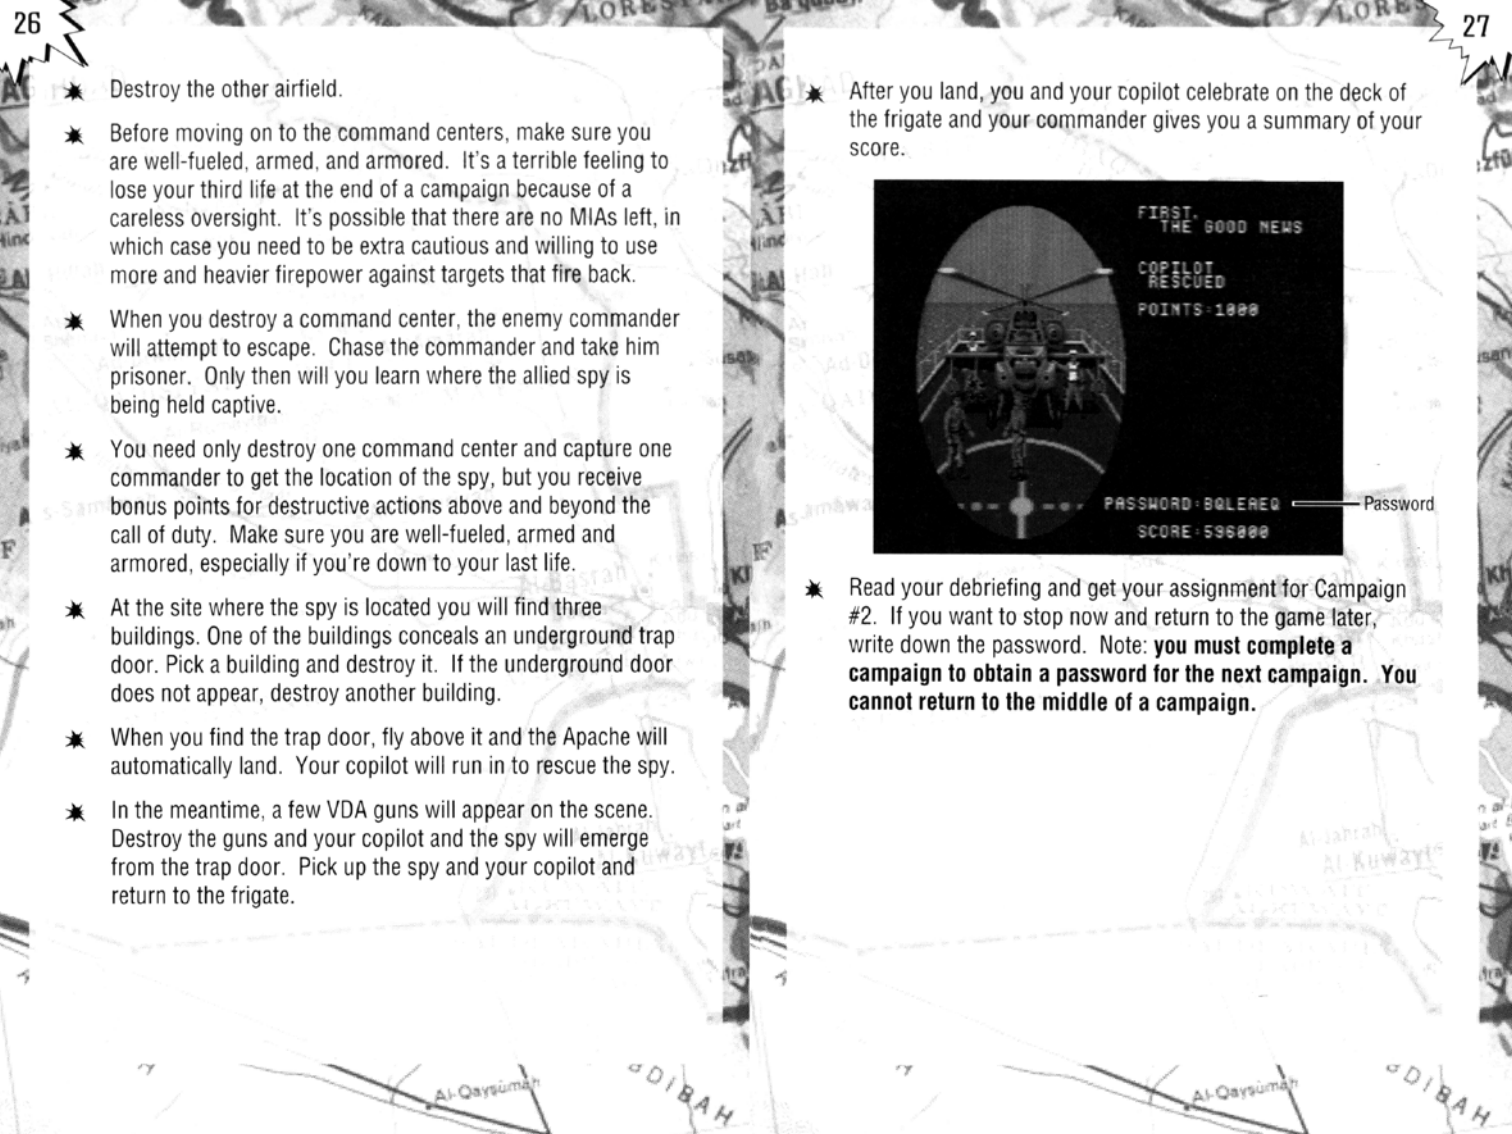 26
Destroy the other airfield.
Before moving on to the command centers, make sure you
are well-fueled, armed, and armored.  It's a terrible feeling to
lose your third life at the end of a campaign because of a
careless oversight.  It's possible that there are no MIAs left, in
which case you need to be extra cautious and willing to use
more and heavier firepower against targets that fire back.
When you destroy a command center, the enemy commander
will attempt to escape.  Chase the commander and take him
prisoner.  Only then will you learn where the allied spy is
being held captive.
You need only destroy one command center and capture one
commander to get the location of the spy, but you receive
bonus points for destructive actions above and beyond the
call of duty.  Make sure you are well-fueled, armed and
armored, especially if you're down to your last life.
At the site where the spy is located you will find three
buildings. One of the buildings conceals an underground trap
door. Pick a building and destroy it.  If the underground door
does not appear, destroy another building.
When you find the trap door, fly above it and the Apache will
automatically land.  Your copilot will run in to rescue the spy.
In the meantime, a few VDA guns will appear on the scene.
Destroy the guns and your copilot and the spy will emerge
from the trap door.  Pick up the spy and your copilot and
return to the frigate.
Al-Qaysumah
27
After you land, you and your copilot celebrate on the deck of
the frigate and your commander gives you a summary of your
score.
FIRST,
THE GOOD NEWS
COPILOT
RESCUED
POINTS:1000
PASSWORD:BQLEAEQ
Password
SCORE:596000
Read your debriefing and get your assignment for Campaign
#2.  If you want to stop now and return to the game later,
write down the password.  Note: you must complete a
campaign to obtain a password for the next campaign.  You
cannot return to the middle of a campaign.
Al-Jahrah
Al Kuwayt
Al-Qaysumah